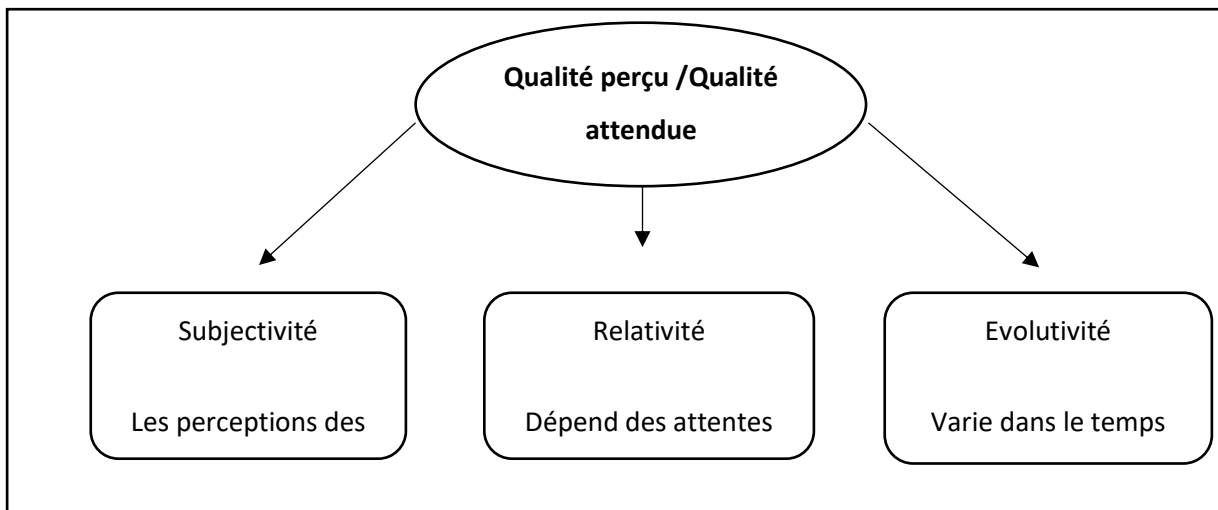 Qualité perçu /Qualité
attendue
Subjectivité
Les perceptions des
Relativité
Dépend des attentes
Evolutivité
Varie dans le temps